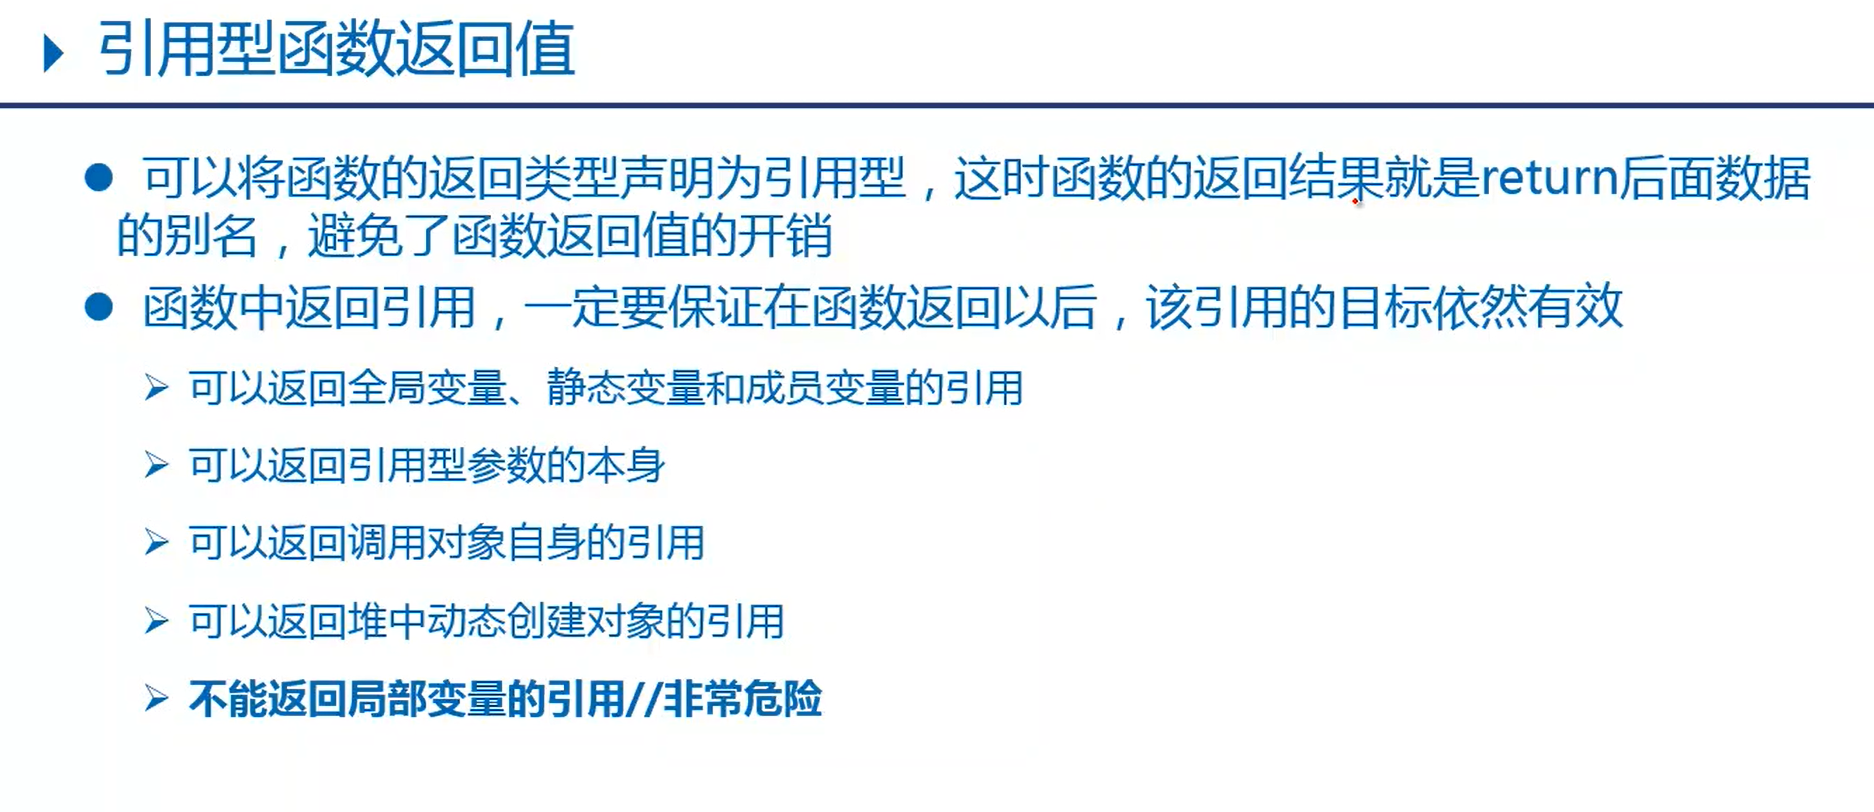 引用型函数返回值
可以将函数的返回类型声明为引用型，这时函数的返回结果就是return后面数据
的别名，避免了函数返回值的开销
函数中返回引用，一定要保证在函数返回以后，该引用的目标依然有效
可以返回全局变量、静态变量和成员变量的引用
可以返回引用型参数的本身
可以返回调用对象自身的引用
可以返回堆中动态创建对象的引用
不能返回局部变量的引用//非常危险